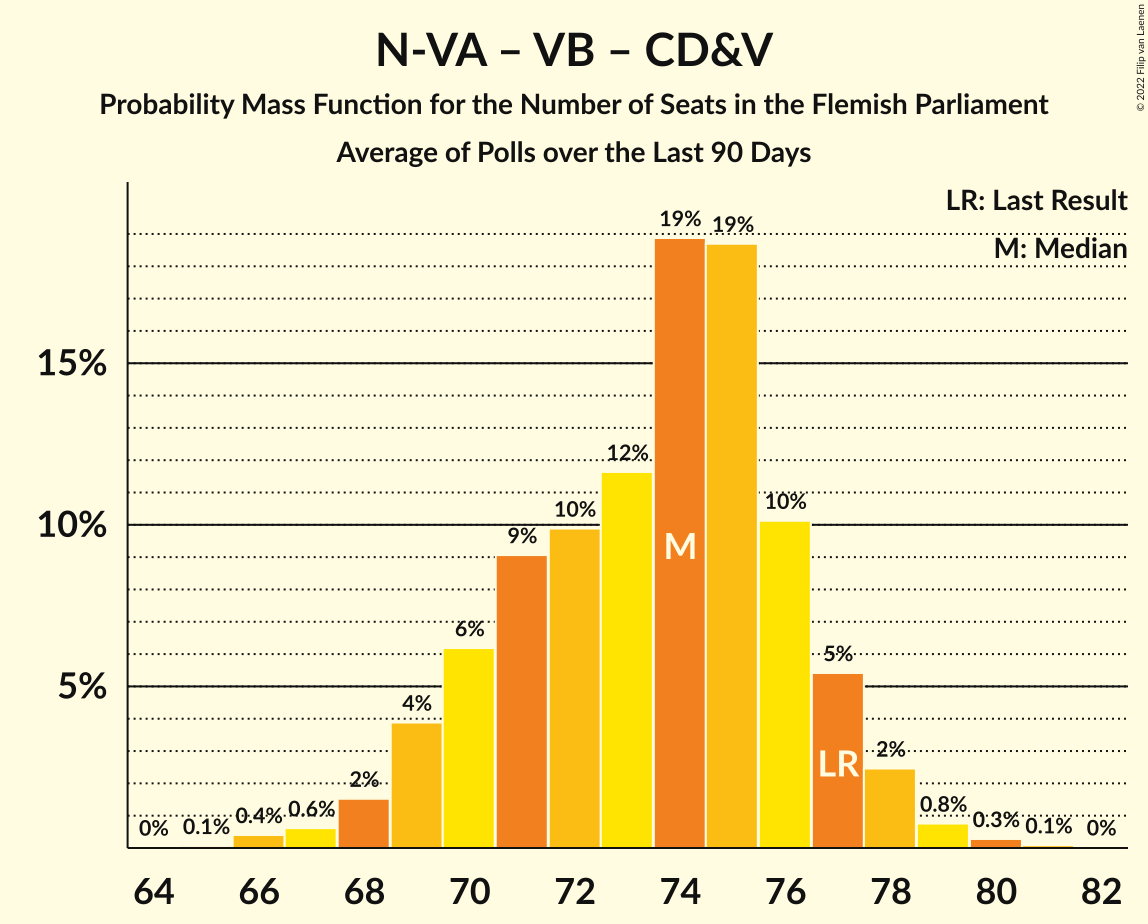 N-VA – VB – CD&V
Probability Mass Function for the Number of Seats in the Flemish Parliament
Average of Polls over the Last 90 Days
© 2022 Filip van Laenen
LR: Last Result
M: Median
15%
10%
5%
0%
0.1%
0.4%
0.6%
2%
4%
6%
9%
10%
12%
19%
19%
10%
5%
2%
0.8%
0.3%
0.1%
0%
M
LR
64 66 68 70 72 74 76 78 80 82